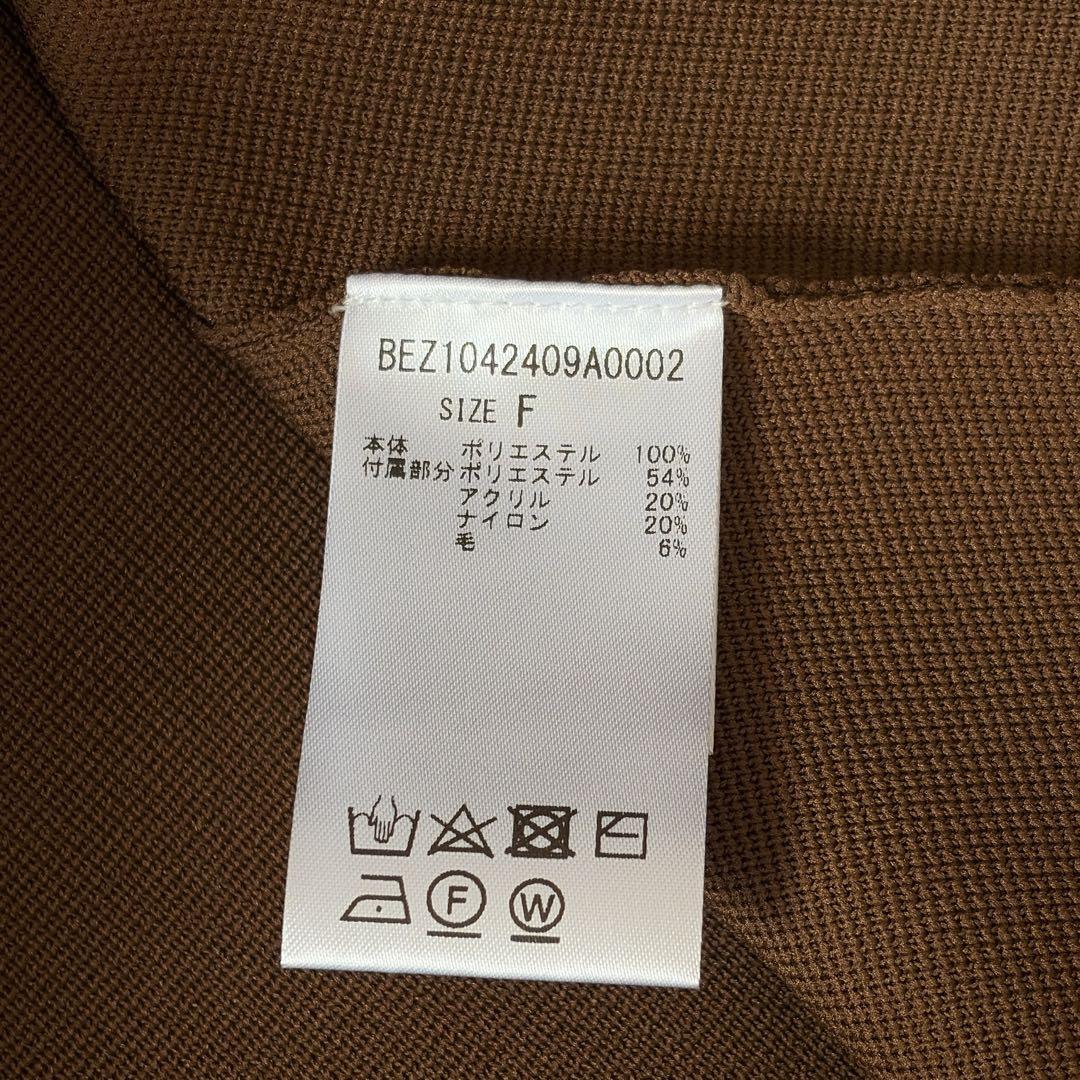 BEZ1042409A0002
SIZE F
本体 ポリエステル 100%
付属部分 ポリエステル 54%
アクリル 20%
ナイロン 20%
毛 6%
F W